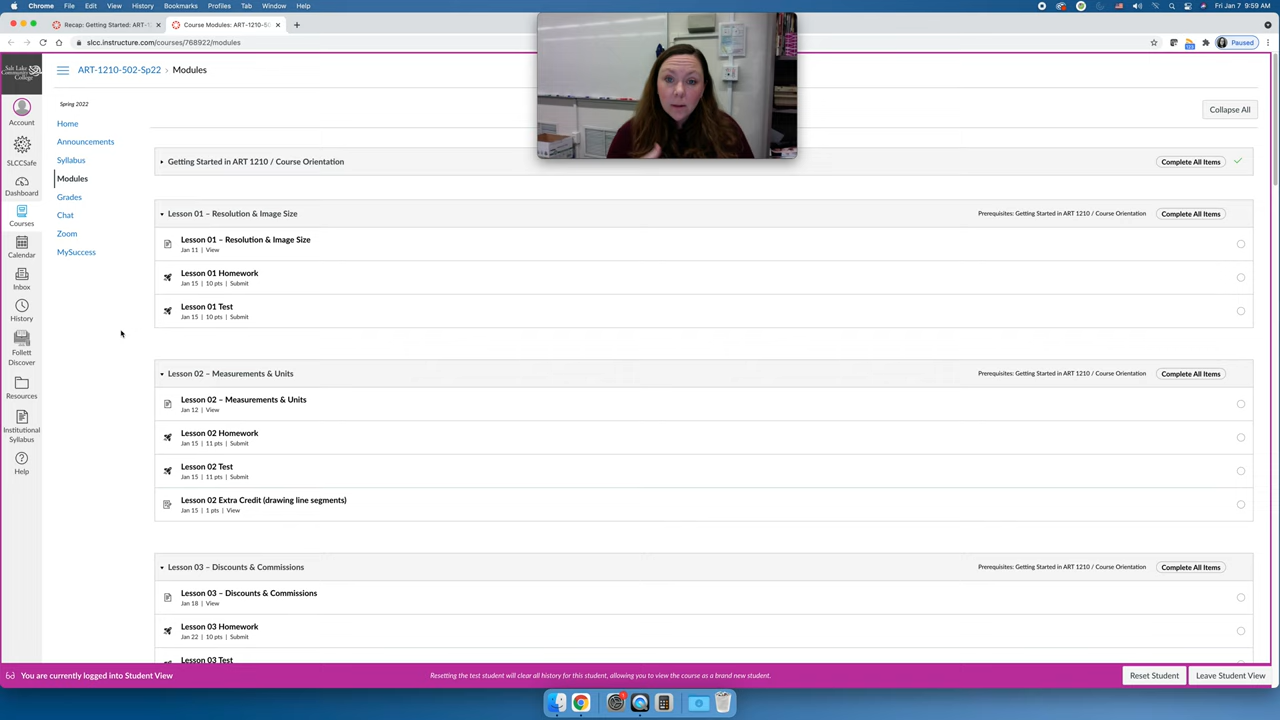 Chrome File Edit View History Bookmarks Profiles Tab Window Help Fri Jan 7 9:59 AM
Recap: Getting Started: ART-1 Course Modules: ART-1210-50
slcc.instructure.com/courses/768922/modules Paused
Salt Lake
Community
College
ART-1210-502-Sp22 › Modules
Spring 2022
Collapse All
Account
SLCCSafe
Dashboard
Courses
Calendar
Inbox
History
Follett
Discover
Resources
Institutional
Syllabus
Help
Home
Announcements
Syllabus
Modules
Grades
Chat
Zoom
MySuccess
Getting Started in ART 1210 / Course Orientation Complete All Items
Lesson 01 – Resolution & Image Size Prerequisites: Getting Started in ART 1210 / Course Orientation Complete All Items
Lesson 01 – Resolution & Image Size
Jan 11 | View
Lesson 01 Homework
Jan 15 | 10 pts | Submit
Lesson 01 Test
Jan 15 | 10 pts | Submit
Lesson 02 – Measurements & Units Prerequisites: Getting Started in ART 1210 / Course Orientation Complete All Items
Lesson 02 – Measurements & Units
Jan 12 | View
Lesson 02 Homework
Jan 15 | 11 pts | Submit
Lesson 02 Test
Jan 15 | 11 pts | Submit
Lesson 02 Extra Credit (drawing line segments)
Jan 15 | 1 pts | View
Lesson 03 – Discounts & Commissions Prerequisites: Getting Started in ART 1210 / Course Orientation Complete All Items
Lesson 03 – Discounts & Commissions
Jan 18 | View
Lesson 03 Homework
Jan 22 | 10 pts | Submit
Lesson 03 Test
You are currently logged into Student View Resetting the test student will clear all history for this student, allowing you to view the course as a brand new student. Reset Student Leave Student View